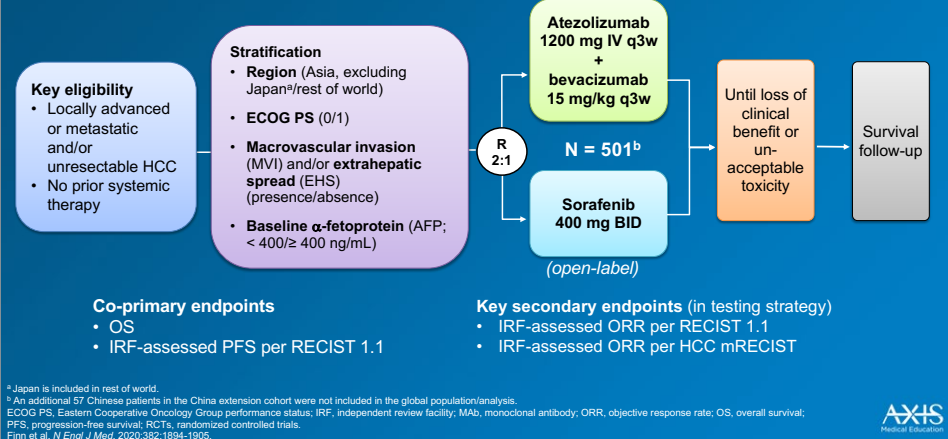 Key eligibility
• Locally advanced
or metastatic
and/or
unresectable HCC
• No prior systemic
therapy
Stratification
• Region (Asia, excluding
Japanᵃ/rest of world)
• ECOG PS (0/1)
• Macrovascular invasion
(MVI) and/or extrahepatic
spread (EHS)
(presence/absence)
• Baseline α-fetoprotein (AFP;
< 400/≥ 400 ng/mL)
R
2:1
Atezolizumab
1200 mg IV q3w
+
bevacizumab
15 mg/kg q3w
N = 501ᵇ
Sorafenib
400 mg BID
(open-label)
Until loss of
clinical
benefit or
un-
acceptable
toxicity
Survival
follow-up
Co-primary endpoints
• OS
• IRF-assessed PFS per RECIST 1.1
Key secondary endpoints (in testing strategy)
• IRF-assessed ORR per RECIST 1.1
• IRF-assessed ORR per HCC mRECIST
ᵃ Japan is included in rest of world.
ᵇ An additional 57 Chinese patients in the China extension cohort were not included in the global population/analysis.
ECOG PS, Eastern Cooperative Oncology Group performance status; IRF, independent review facility; MAb, monoclonal antibody; ORR, objective response rate; OS, overall survival;
PFS, progression-free survival; RCTs, randomized controlled trials.
Finn et al. N Engl J Med. 2020;382:1894-1905.
AXIS
Medical Education